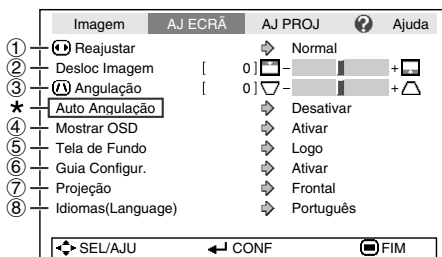 Imagem AJ ECRÃ AJ PROJ ? Ajuda
① Reajustar Normal
② Desloc Imagem [ 0 ] - +
③ Angulação [ 0 ] - +
* Auto Angulação Desativar
④ Mostrar OSD Ativar
⑤ Tela de Fundo Logo
⑥ Guia Configur. Ativar
⑦ Projeção Frontal
⑧ Idiomas(Language) Português
SEL/AJU CONF FIM